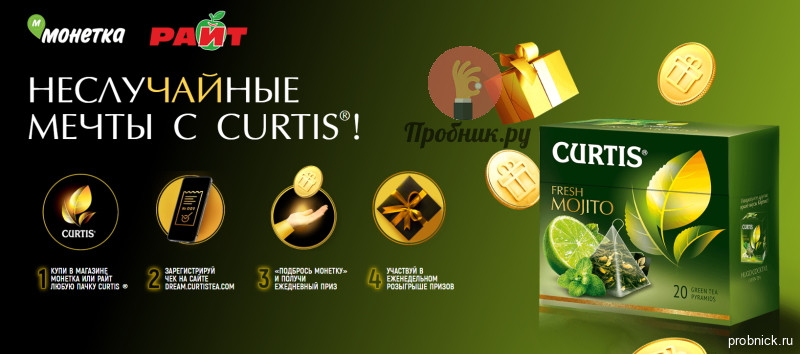 МОНЕТКА
РАЙТ
НЕСЛУЧАЙНЫЕ
МЕЧТЫ С CURTIS®!
Пробник.ру
CURTIS
№ 009
1 КУПИ В МАГАЗИНЕ
МОНЕТКА ИЛИ РАЙТ
ЛЮБУЮ ПАЧКУ CURTIS ®
2 ЗАРЕГИСТРИРУЙ
ЧЕК НА САЙТЕ
DREAM.CURTISTEA.COM
3 «ПОДБРОСЬ МОНЕТКУ»
И ПОЛУЧИ
ЕЖЕДНЕВНЫЙ ПРИЗ
4 УЧАСТВУЙ В
ЕЖЕНЕДЕЛЬНОМ
РОЗЫГРЫШЕ ПРИЗОВ
CURTIS®
FRESH
MOJITO
20 GREEN TEA
PYRAMIDS
probnick.ru